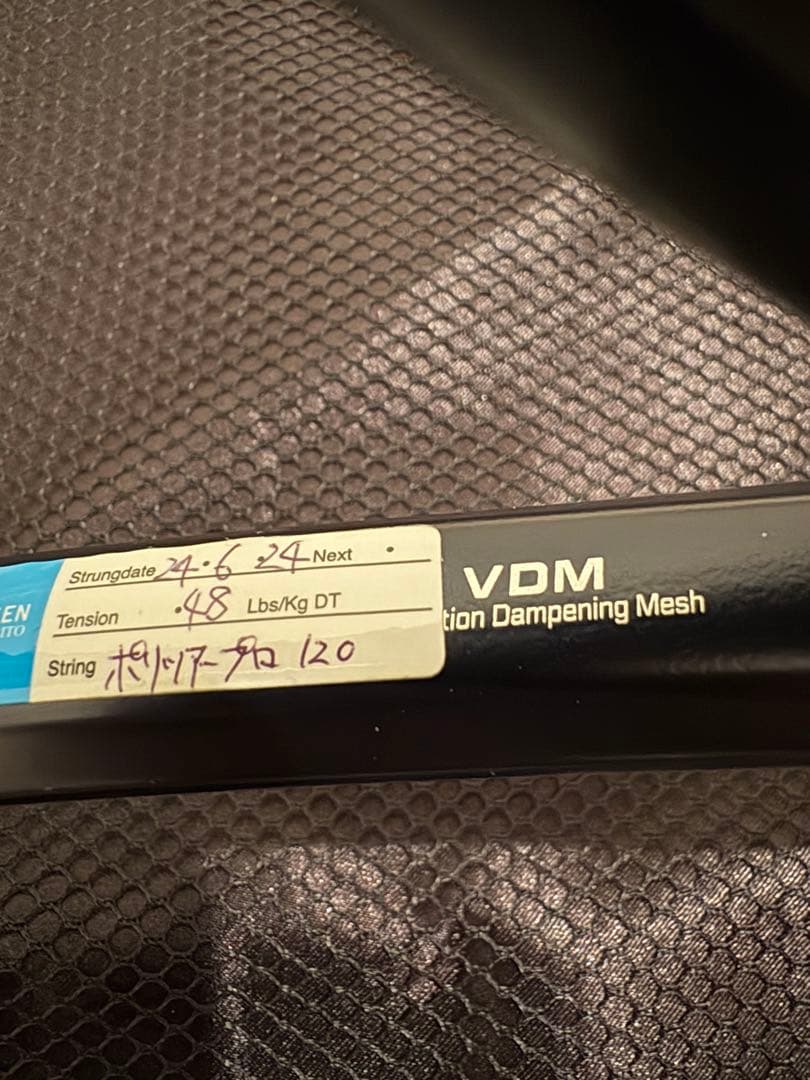 Strungdate 24・6・24 Next ・
EN
ITO
Tension ・48 Lbs/Kg DT
String ポリツアープロ 120
VDM
tion Dampening Mesh